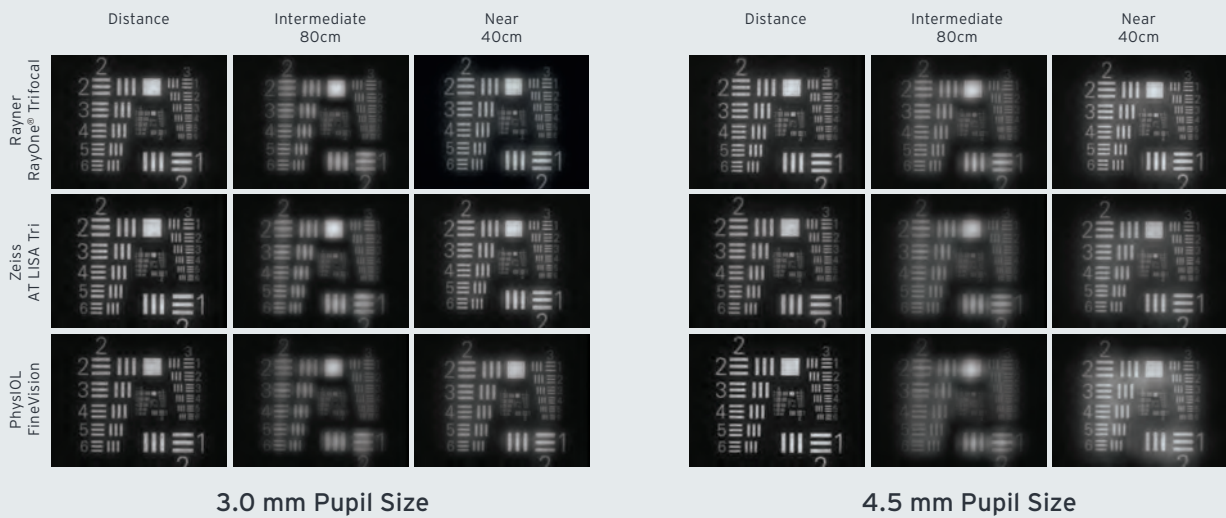 Distance
Intermediate
80cm
Near
40cm
Distance
Intermediate
80cm
Near
40cm
Rayner
RayOne® Trifocal
Zeiss
AT LISA Tri
PhysIOL
FineVision
3.0 mm Pupil Size
4.5 mm Pupil Size